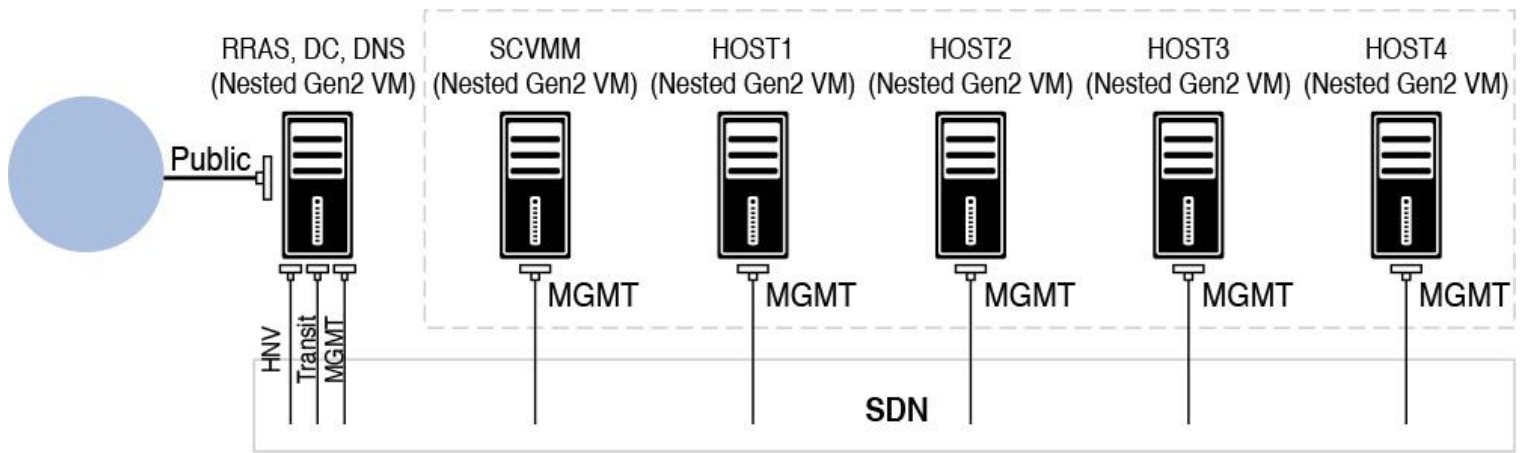 RRAS, DC, DNS
(Nested Gen2 VM)
SCVMM
(Nested Gen2 VM)
HOST1
(Nested Gen2 VM)
HOST2
(Nested Gen2 VM)
HOST3
(Nested Gen2 VM)
HOST4
(Nested Gen2 VM)
Public
HNV
Transit
MGMT
MGMT
MGMT
MGMT
MGMT
MGMT
SDN